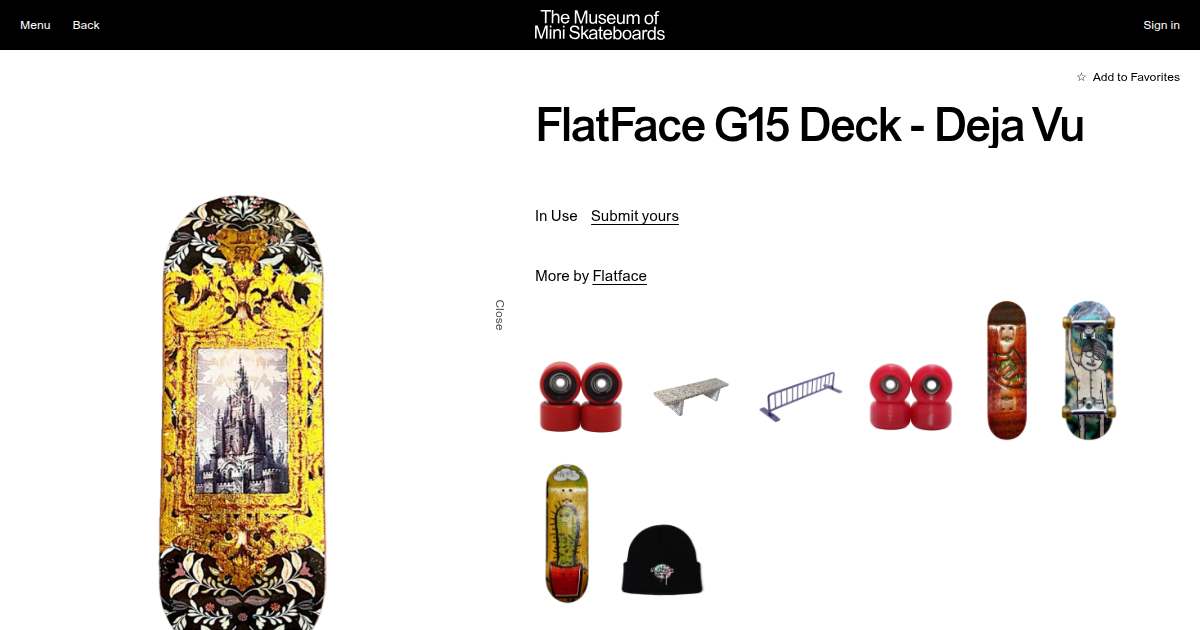 Menu
Back
The Museum of
Mini Skateboards
Sign in
☆ Add to Favorites
FlatFace G15 Deck - Deja Vu
In Use Submit yours
More by Flatface
Close